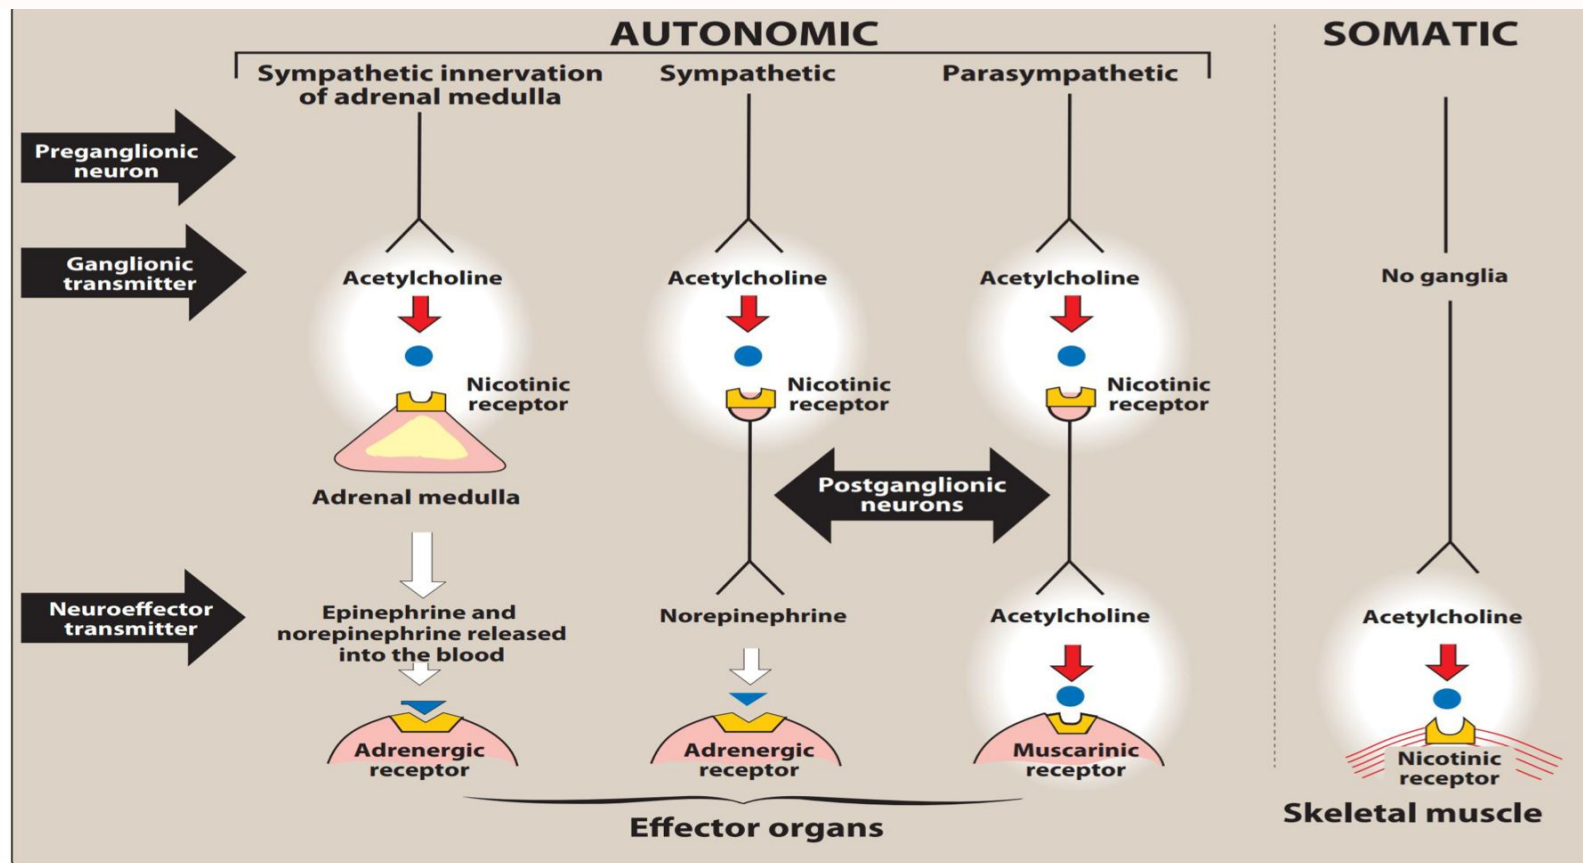 AUTONOMIC
SOMATIC
Sympathetic innervation
of adrenal medulla
Sympathetic
Parasympathetic
Preganglionic
neuron
Ganglionic
transmitter
Acetylcholine
Acetylcholine
Acetylcholine
No ganglia
Nicotinic
receptor
Nicotinic
receptor
Nicotinic
receptor
Adrenal medulla
Postganglionic
neurons
Neuroeffector
transmitter
Epinephrine and
norepinephrine released
into the blood
Norepinephrine
Acetylcholine
Acetylcholine
Adrenergic
receptor
Adrenergic
receptor
Muscarinic
receptor
Nicotinic
receptor
Effector organs
Skeletal muscle